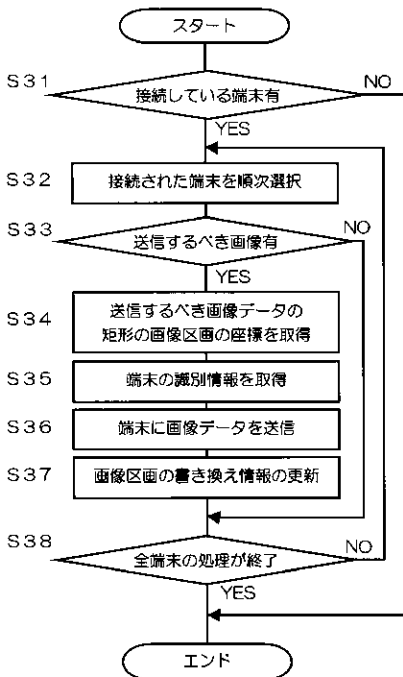 スタート
S31
接続している端末有
NO
YES
S32
接続された端末を順次選択
S33
送信するべき画像有
NO
YES
S34
送信するべき画像データの
矩形の画像区画の座標を取得
S35
端末の識別情報を取得
S36
端末に画像データを送信
S37
画像区画の書き換え情報の更新
S38
全端末の処理が終了
NO
YES
エンド